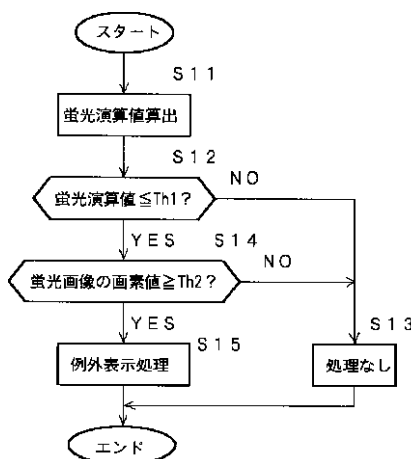 スタート
S11
蛍光演算値算出
S12
蛍光演算値≦Th1?
NO
YES
S14
蛍光画像の画素値≧Th2?
NO
YES
S13
S15
例外表示処理
処理なし
エンド